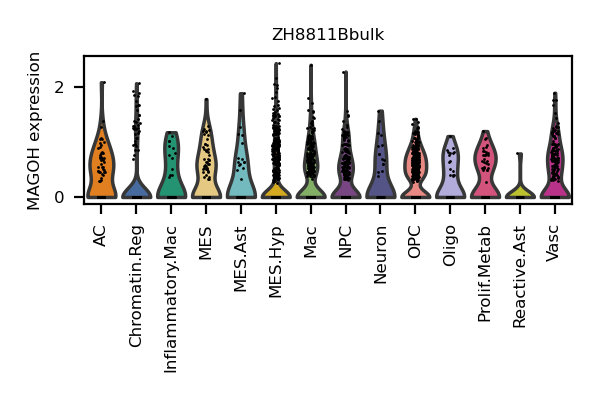 ZH8811Bbulk
MAGOH expression
2
0
AC
Chromatin.Reg
Inflammatory.Mac
MES
MES.Ast
MES.Hyp
Mac
NPC
Neuron
OPC
Oligo
Prolif.Metab
Reactive.Ast
Vasc